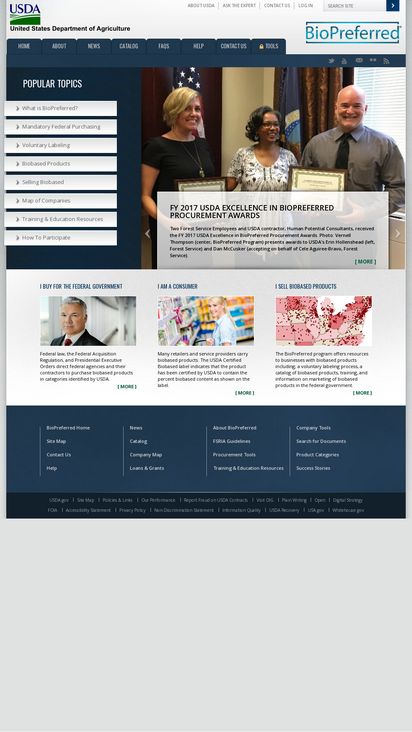 USDA
United States Department of Agriculture
ABOUT USDA
ASK THE EXPERT
CONTACT US
LOG IN
SEARCH SITE
BioPreferred
HOME
ABOUT
NEWS
CATALOG
FAQS
HELP
CONTACT US
TOOLS
POPULAR TOPICS
What is BioPreferred?
Mandatory Federal Purchasing
Voluntary Labeling
Biobased Products
Selling Biobased
Map of Companies
Training & Education Resources
How To Participate
FY 2017 USDA EXCELLENCE IN BIOPREFERRED
PROCUREMENT AWARDS
Two Forest Service Employees and USDA contractor, Human Potential Consultants, received
the FY 2017 USDA Excellence in BioPreferred Procurement Awards. Photo: Vernell
Thompson (center, BioPreferred Program) presents awards to USDA's Erin Hollenshead (left,
Forest Service) and Dan McCusker (accepting on behalf of Cele Aguirre-Bravo, Forest
Service).
[ MORE ]
I BUY FOR THE FEDERAL GOVERNMENT
Federal law, the Federal Acquisition
Regulation, and Presidential Executive
Orders direct federal agencies and their
contractors to purchase biobased products
in categories identified by USDA.
[ MORE ]
I AM A CONSUMER
Many retailers and service providers carry
biobased products. The USDA Certified
Biobased label indicates that the product
has been certified by USDA to contain the
percent biobased content as shown on the
label.
[ MORE ]
I SELL BIOBASED PRODUCTS
The BioPreferred program offers resources
to businesses with biobased products
including: a voluntary labeling process, a
catalog of biobased products, training, and
information on marketing of biobased
products in the federal government.
[ MORE ]
BioPreferred Home
Site Map
Contact Us
Help
News
Catalog
Company Map
Loans & Grants
About BioPreferred
FSRIA Guidelines
Procurement Tools
Training & Education Resources
Company Tools
Search for Documents
Product Categories
Success Stories
USDA.gov | Site Map | Policies & Links | Our Performance | Report Fraud on USDA Contracts | Visit OIG | Plain Writing | Open | Digital Strategy
FOIA | Accessibility Statement | Privacy Policy | Non-Discrimination Statement | Information Quality | USDA Recovery | USA.gov | Whitehouse.gov